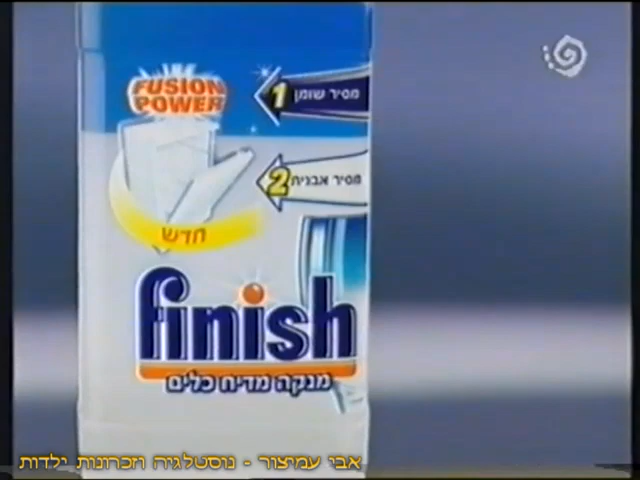 FUSION
POWER
1 מסיר שומן
2 מסיר אבנית
חדש
finish
מנקה מדיח כלים
אבי עמיצור - נוסטלגיה וזכרונות ילדות